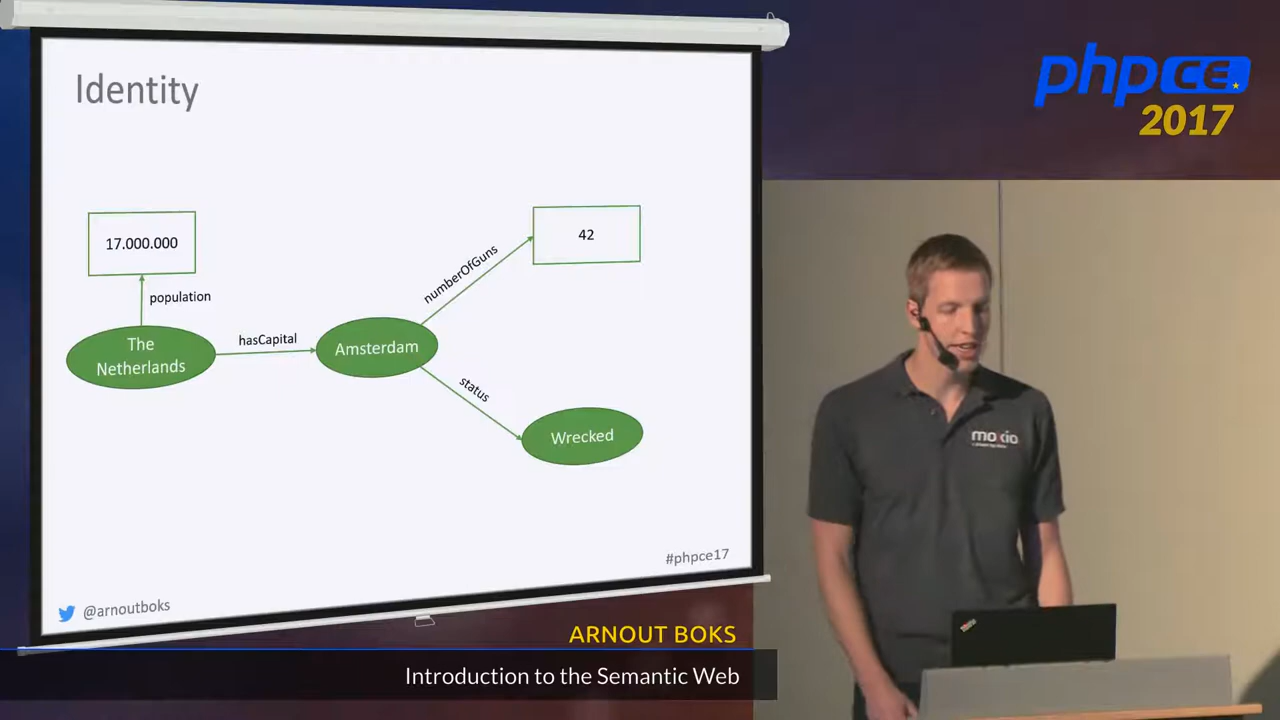 Identity
17.000.000
population
The
Netherlands
hasCapital
Amsterdam
numberOfGuns
42
status
Wrecked
#phpce17
@arnoutboks
phpCE
2017
moxio
ARNOUT BOKS
Introduction to the Semantic Web